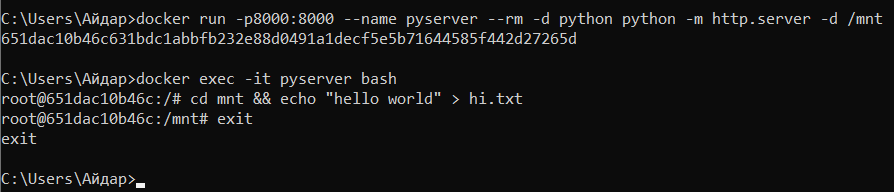 C:\Users\Айдар>docker run -p8000:8000 --name pyserver --rm -d python python -m http.server -d /mnt
651dac10b46c631bdc1abbfb232e88d0491a1decf5e5b71644585f442d27265d
C:\Users\Айдар>docker exec -it pyserver bash
root@651dac10b46c:/# cd mnt && echo "hello world" > hi.txt
root@651dac10b46c:/mnt# exit
exit
C:\Users\Айдар>